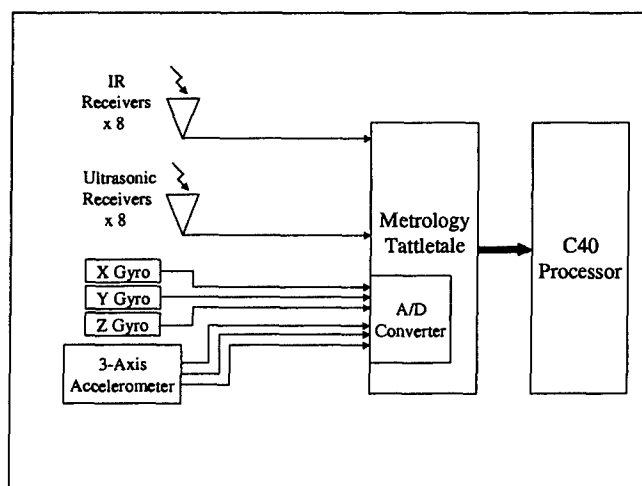 IR
Receivers
x 8
Ultrasonic
Receivers
x 8
X Gyro
Y Gyro
Z Gyro
3-Axis
Accelerometer
Metrology
Tattletale
A/D
Converter
C40
Processor